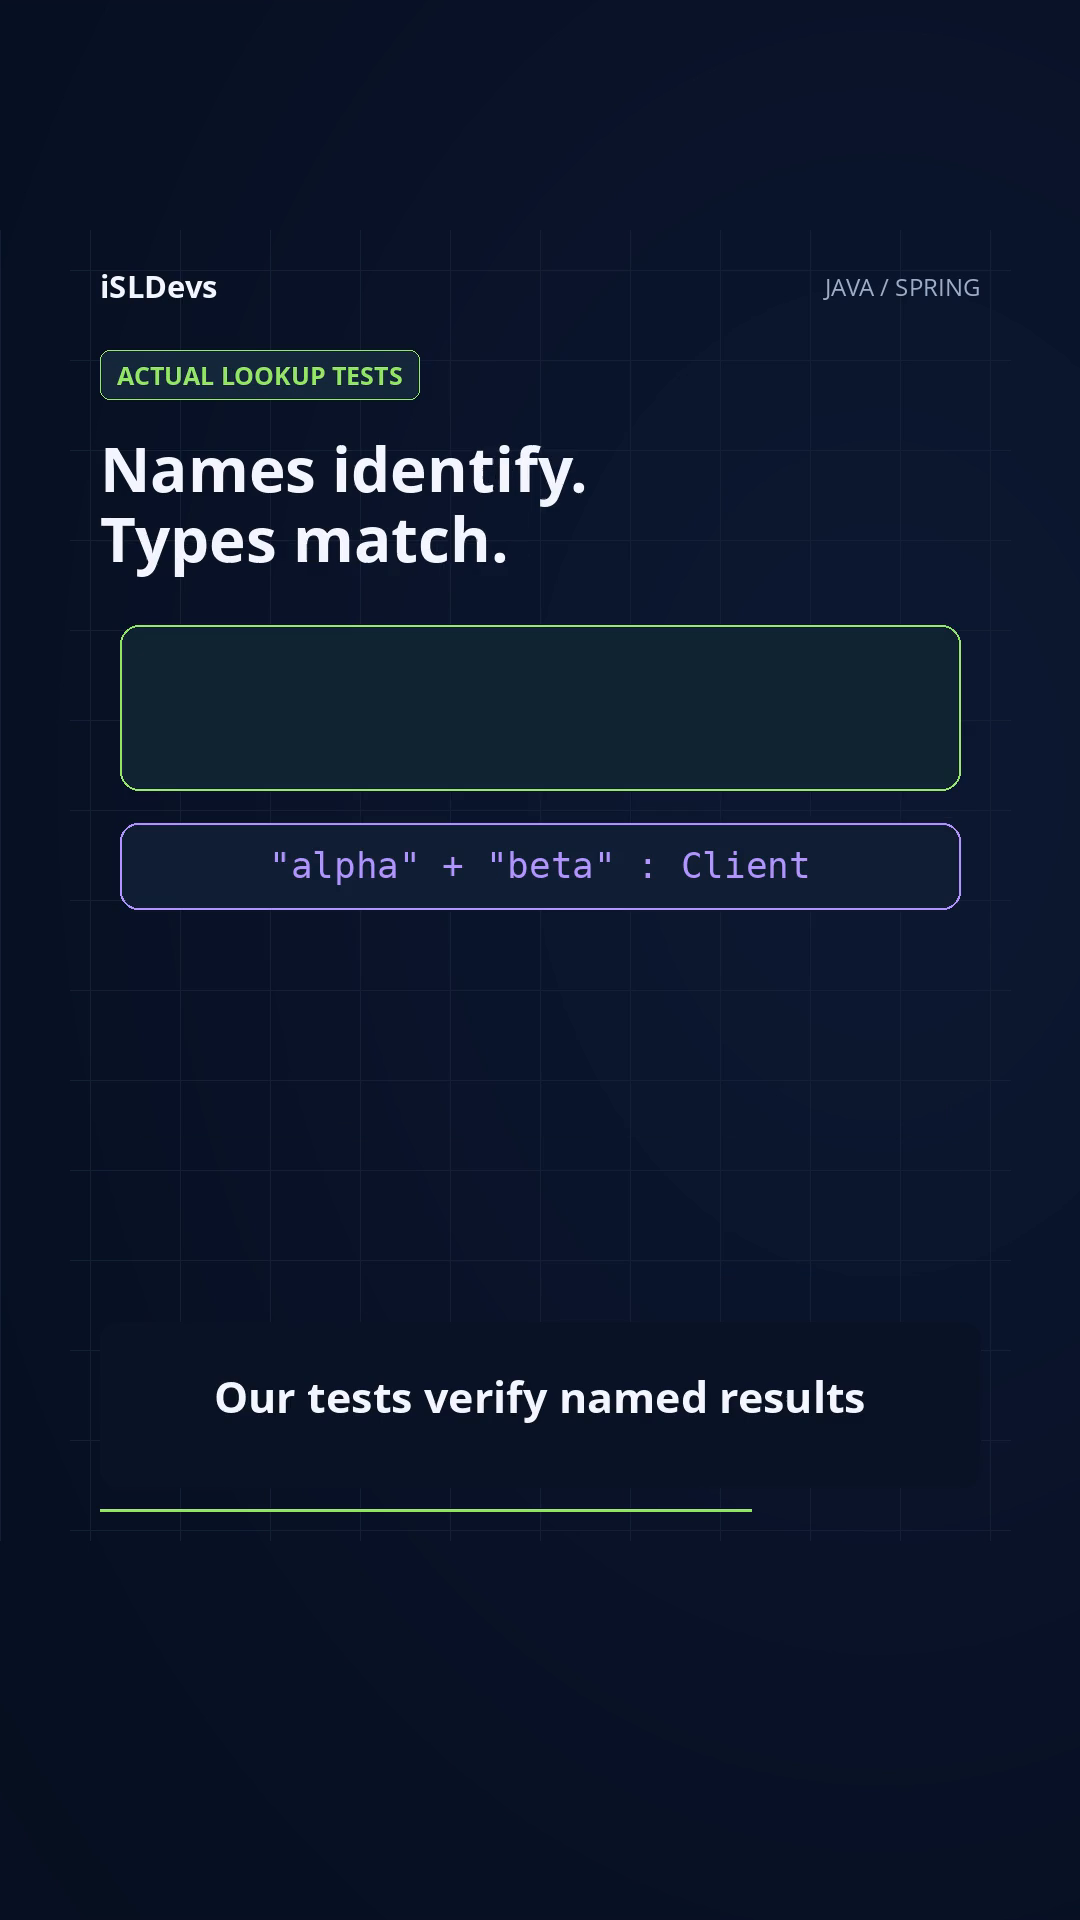 iSLDevs
JAVA / SPRING
ACTUAL LOOKUP TESTS
Names identify.
Types match.
"alpha" + "beta" : Client
Our tests verify named results